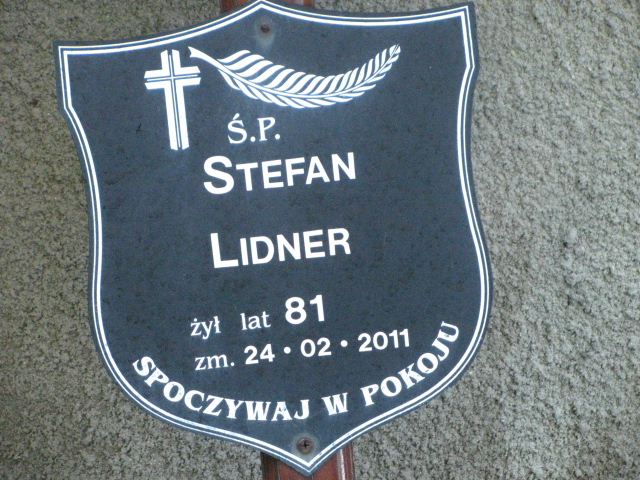 Ś.P.
STEFAN
LIDNER
żył lat 81
zm. 24 • 02 • 2011
SPOCZYWAJ W POKOJU